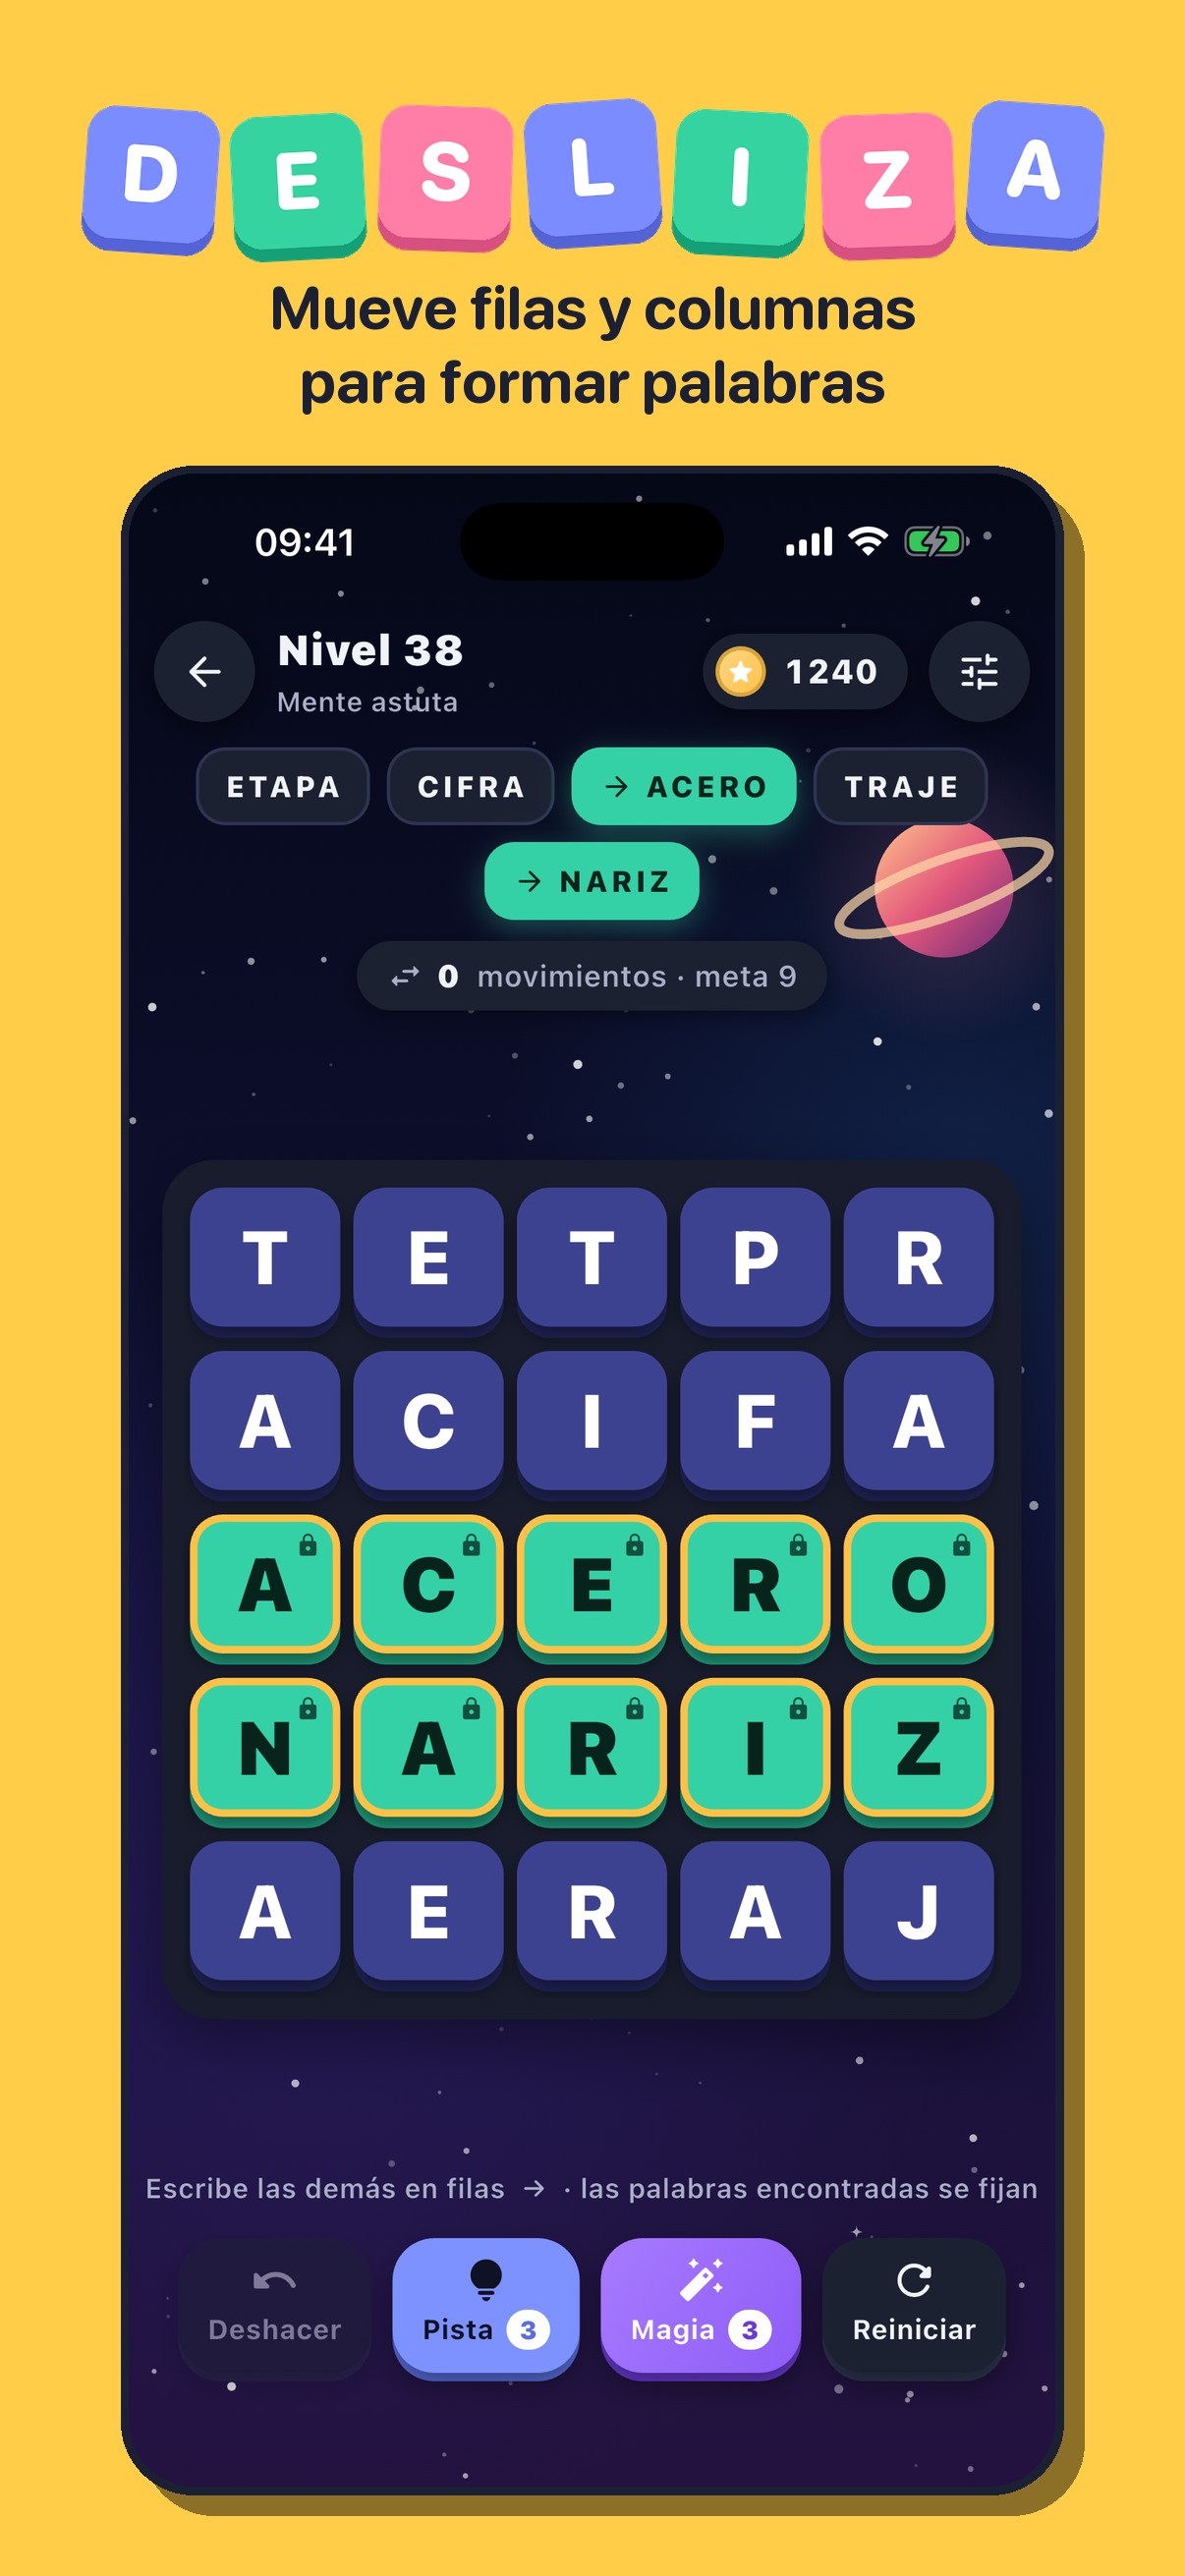 DESLIZA
Mueve filas y columnas
para formar palabras
09:41
Nivel 38
Mente astuta
1240
ETAPA CIFRA → ACERO TRAJE
→ NARIZ
0 movimientos · meta 9
T E T P R
A C I F A
A C E R O
N A R I Z
A E R A J
Escribe las demás en filas → · las palabras encontradas se fijan
Deshacer Pista 3 Magia 3 Reiniciar